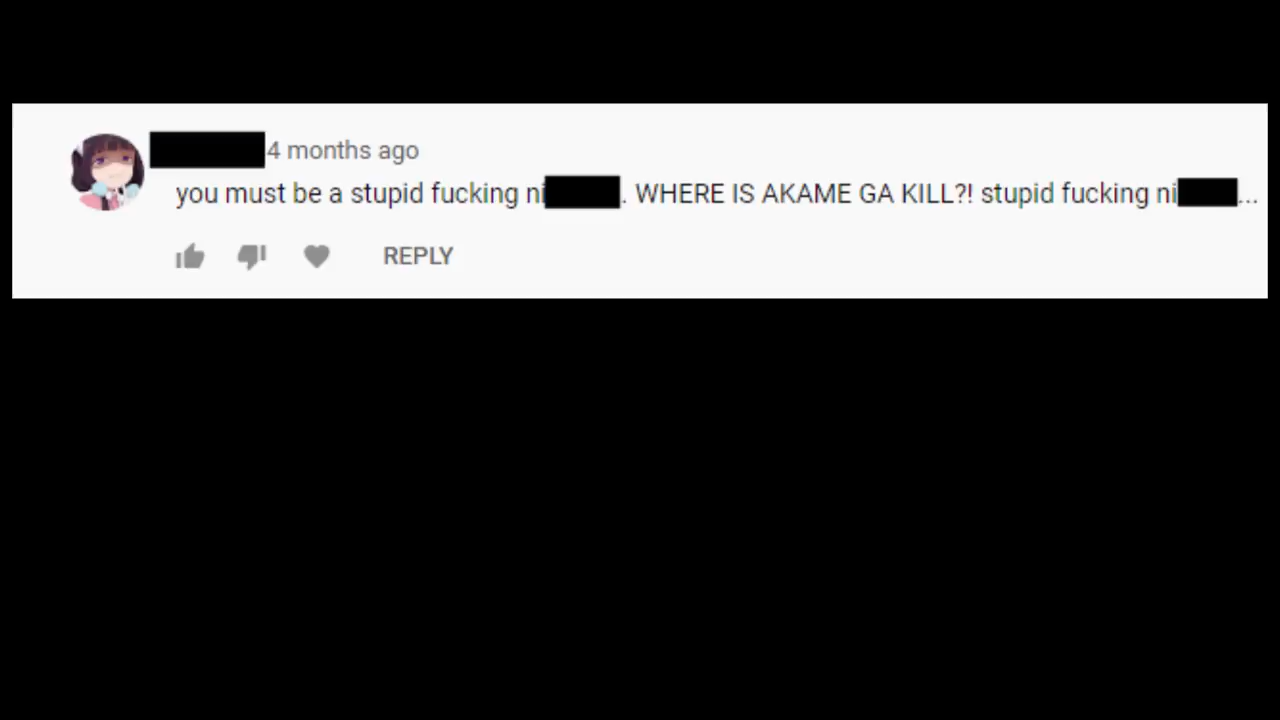 4 months ago
you must be a stupid fucking ni. WHERE IS AKAME GA KILL?! stupid fucking ni...
REPLY